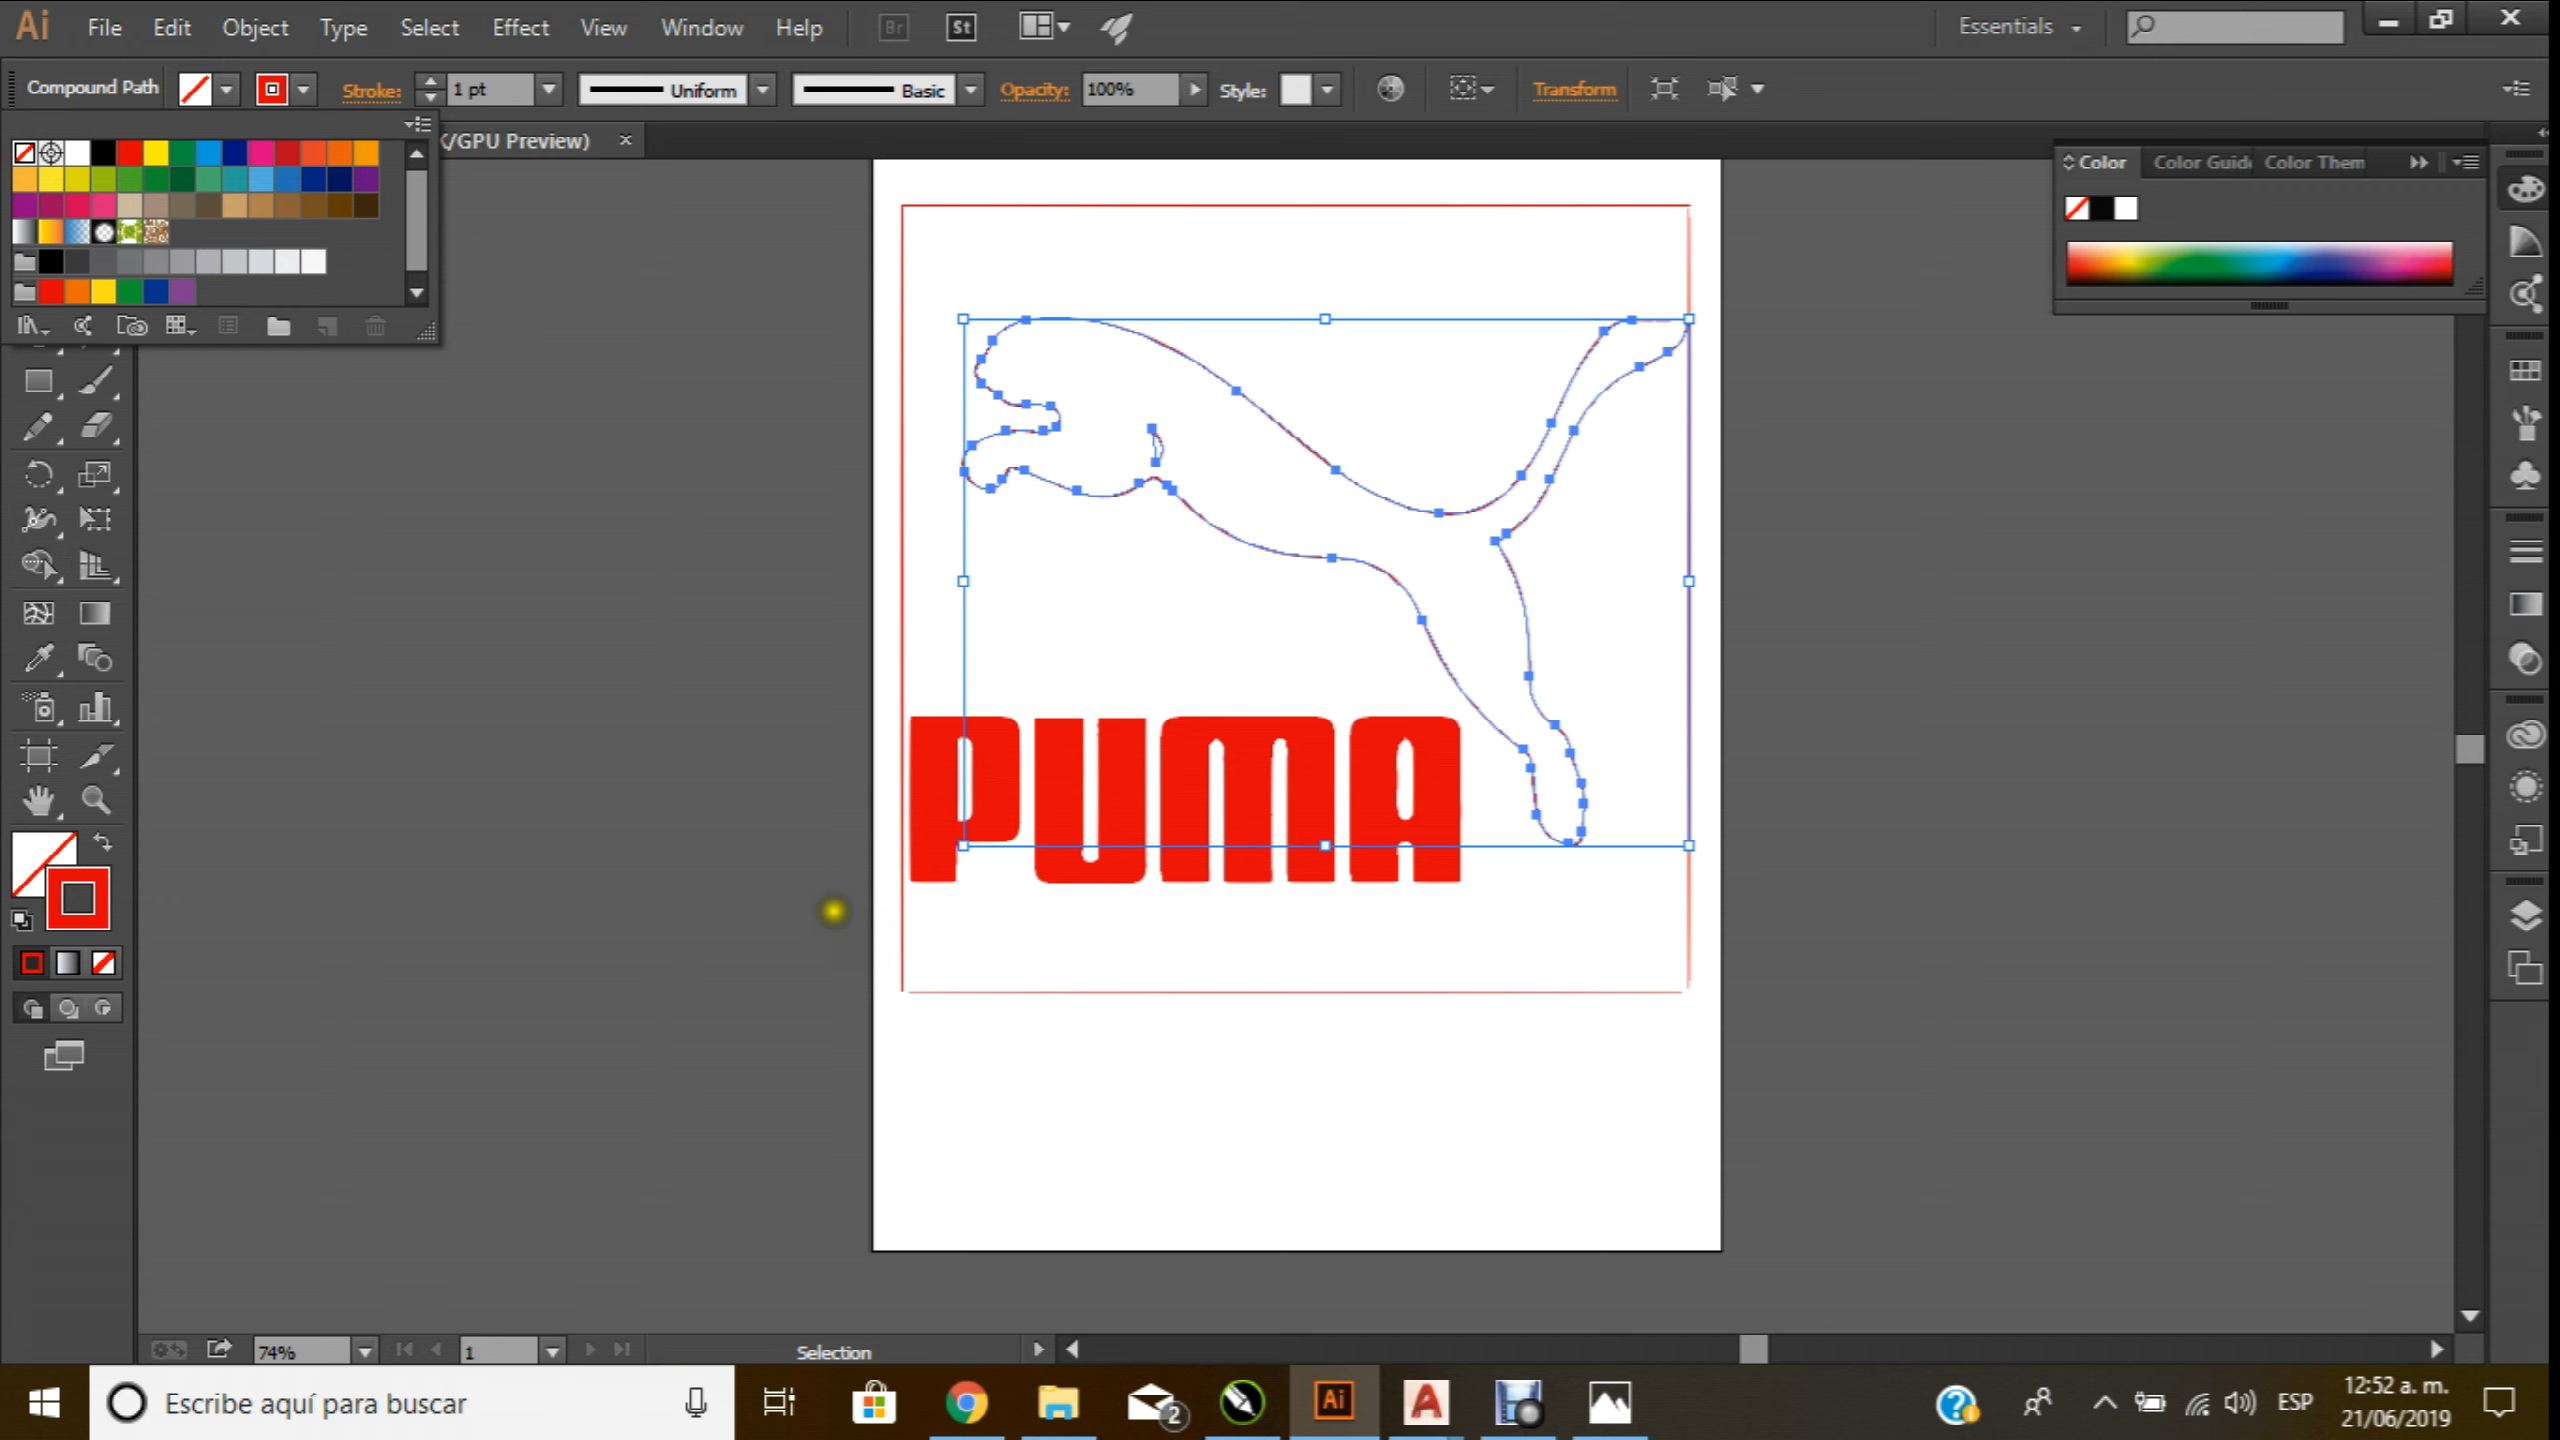 Ai File Edit Object Type Select Effect View Window Help Br St Essentials
Compound Path Stroke: 1 pt Uniform Basic Opacity: 100% Style: Transform
/GPU Preview) ×
Color Color Guid Color Them
PUMA
74% 1 Selection
Escribe aquí para buscar 2 Ai A ESP 12:52 a. m.
21/06/2019